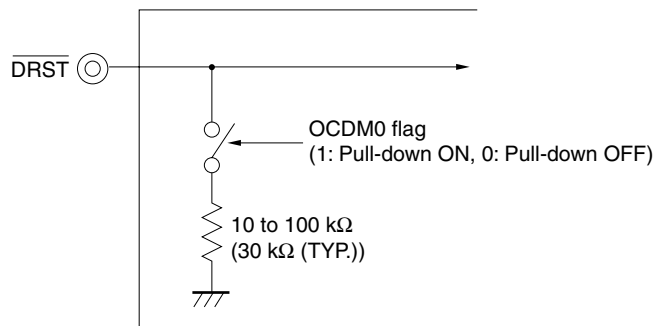 DRST
OCDM0 flag
(1: Pull-down ON, 0: Pull-down OFF)
10 to 100 kΩ
(30 kΩ (TYP.))